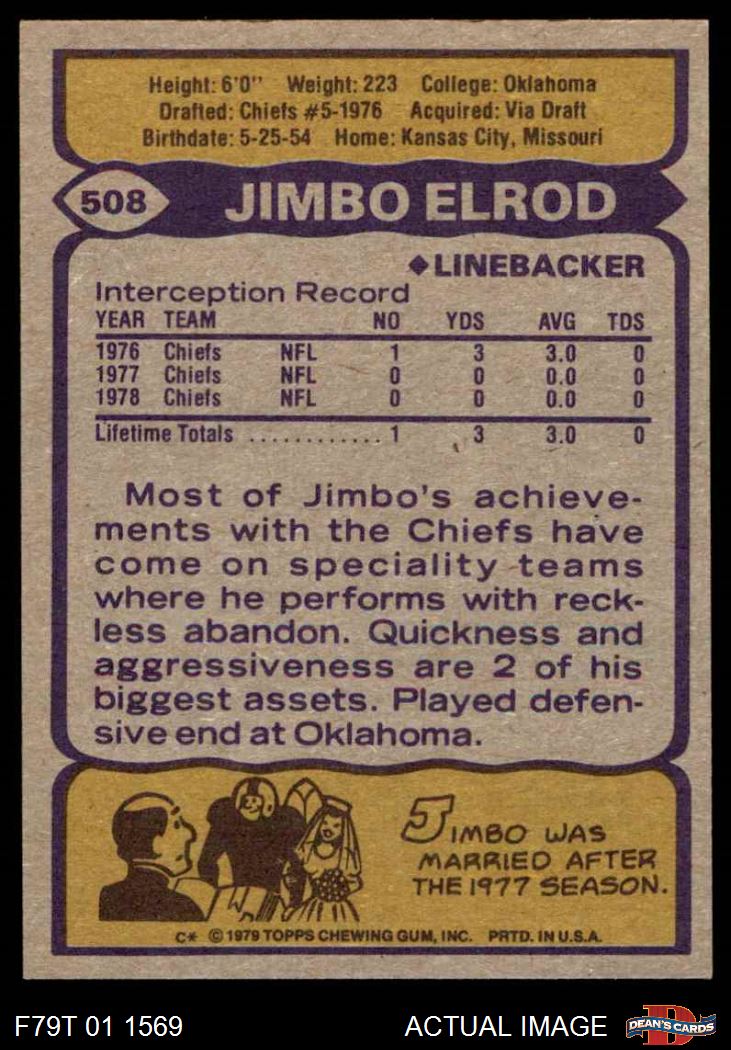 Height: 6'0" Weight: 223 College: Oklahoma
Drafted: Chiefs #5-1976 Acquired: Via Draft
Birthdate: 5-25-54 Home: Kansas City, Missouri
508 JIMBO ELROD
◆LINEBACKER
Interception Record
YEAR TEAM NO YDS AVG TDS
1976 Chiefs NFL 1 3 3.0 0
1977 Chiefs NFL 0 0 0.0 0
1978 Chiefs NFL 0 0 0.0 0
Lifetime Totals ............ 1 3 3.0 0
Most of Jimbo's achieve-
ments with the Chiefs have
come on speciality teams
where he performs with reck-
less abandon. Quickness and
aggressiveness are 2 of his
biggest assets. Played defen-
sive end at Oklahoma.
JIMBO WAS
MARRIED AFTER
THE 1977 SEASON.
C* © 1979 TOPPS CHEWING GUM, INC. PRTD. IN U.S.A.
F79T 01 1569 ACTUAL IMAGE D DEAN'S CARDS